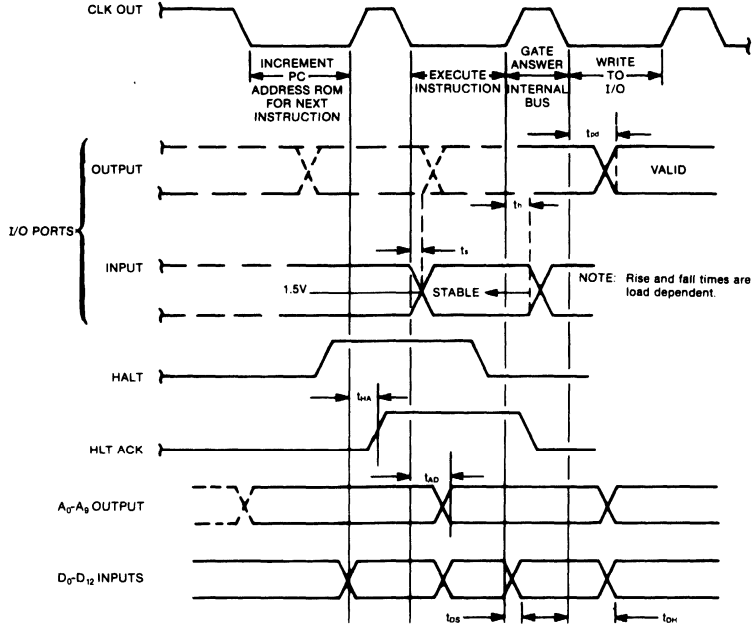 CLK OUT
INCREMENT
PC
ADDRESS ROM
FOR NEXT
INSTRUCTION
EXECUTE
INSTRUCTION
GATE
ANSWER
INTERNAL
BUS
WRITE
TO
I/O
tpd
I/O PORTS
OUTPUT
VALID
th
ts
INPUT
1.5V
STABLE
NOTE: Rise and fall times are
load dependent.
HALT
tHA
HLT ACK
tAD
A0-A9 OUTPUT
D0-D12 INPUTS
tDS
tDH